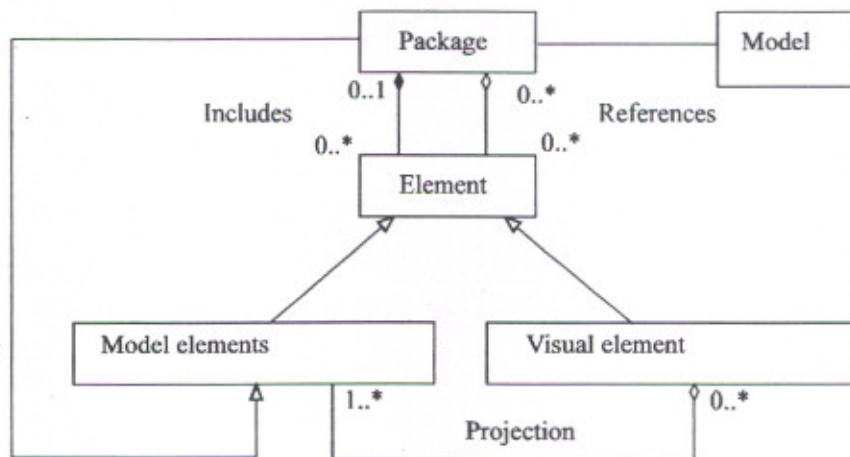 Package
Model
0..1
0..*
Includes
References
0..*
0..*
Element
Model elements
Visual element
1..*
0..*
Projection